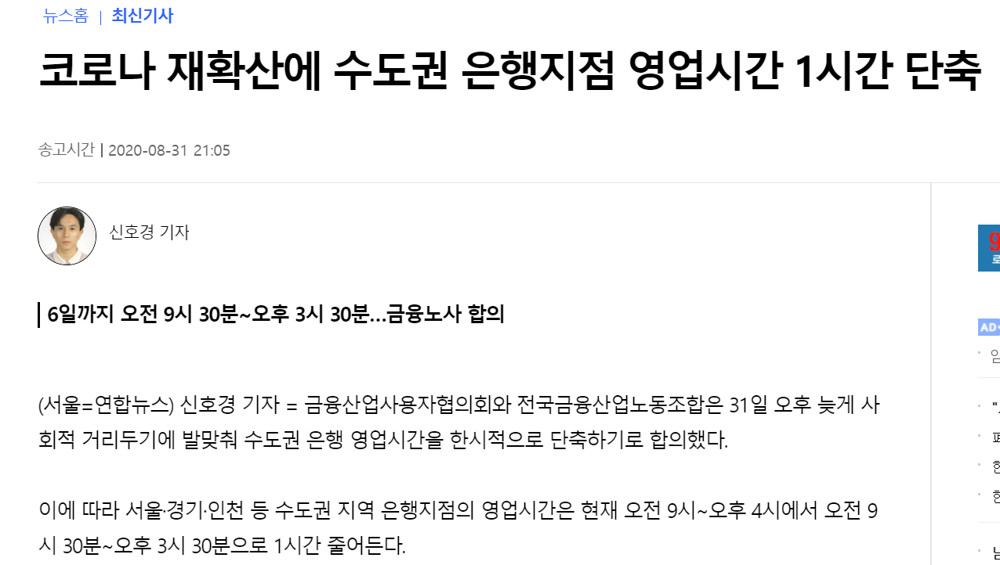 뉴스홈 | 최신기사
코로나 재확산에 수도권 은행지점 영업시간 1시간 단축
송고시간 | 2020-08-31 21:05
신호경 기자
6일까지 오전 9시 30분~오후 3시 30분...금융노사 합의
(서울=연합뉴스) 신호경 기자 = 금융산업사용자협의회와 전국금융산업노동조합은 31일 오후 늦게 사
회적 거리두기에 발맞춰 수도권 은행 영업시간을 한시적으로 단축하기로 합의했다.
이에 따라 서울·경기·인천 등 수도권 지역 은행지점의 영업시간은 현재 오전 9시~오후 4시에서 오전 9
시 30분~오후 3시 30분으로 1시간 줄어든다.
AD